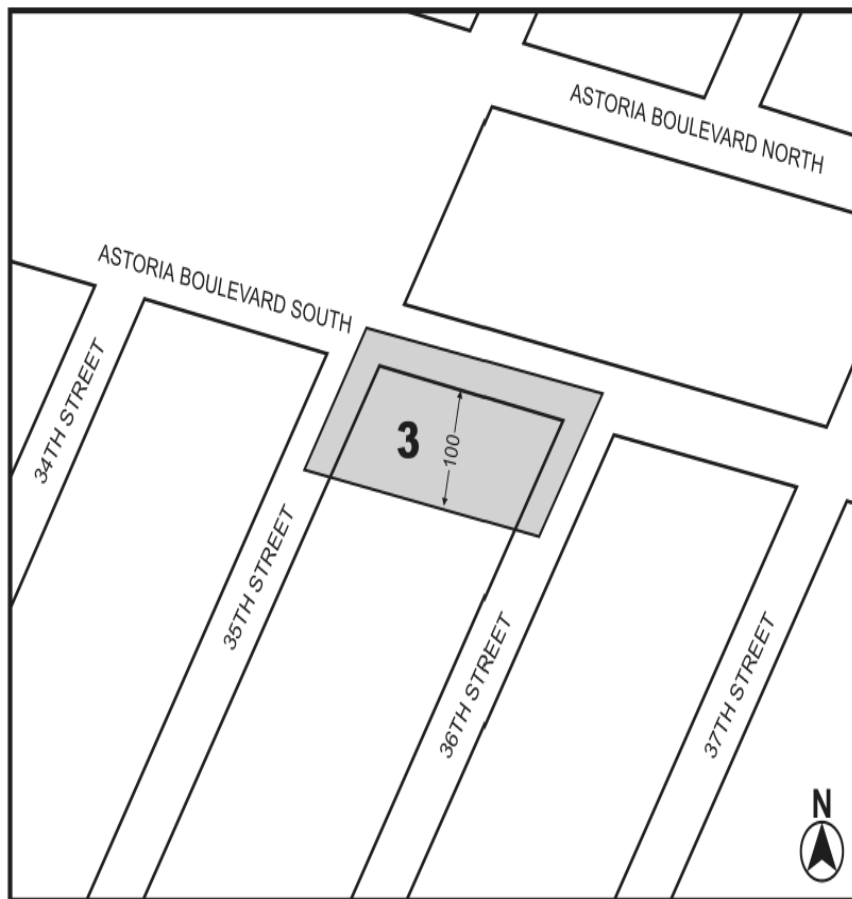 ASTORIA BOULEVARD NORTH
ASTORIA BOULEVARD SOUTH
34TH STREET
3
100
35TH STREET
36TH STREET
37TH STREET
N